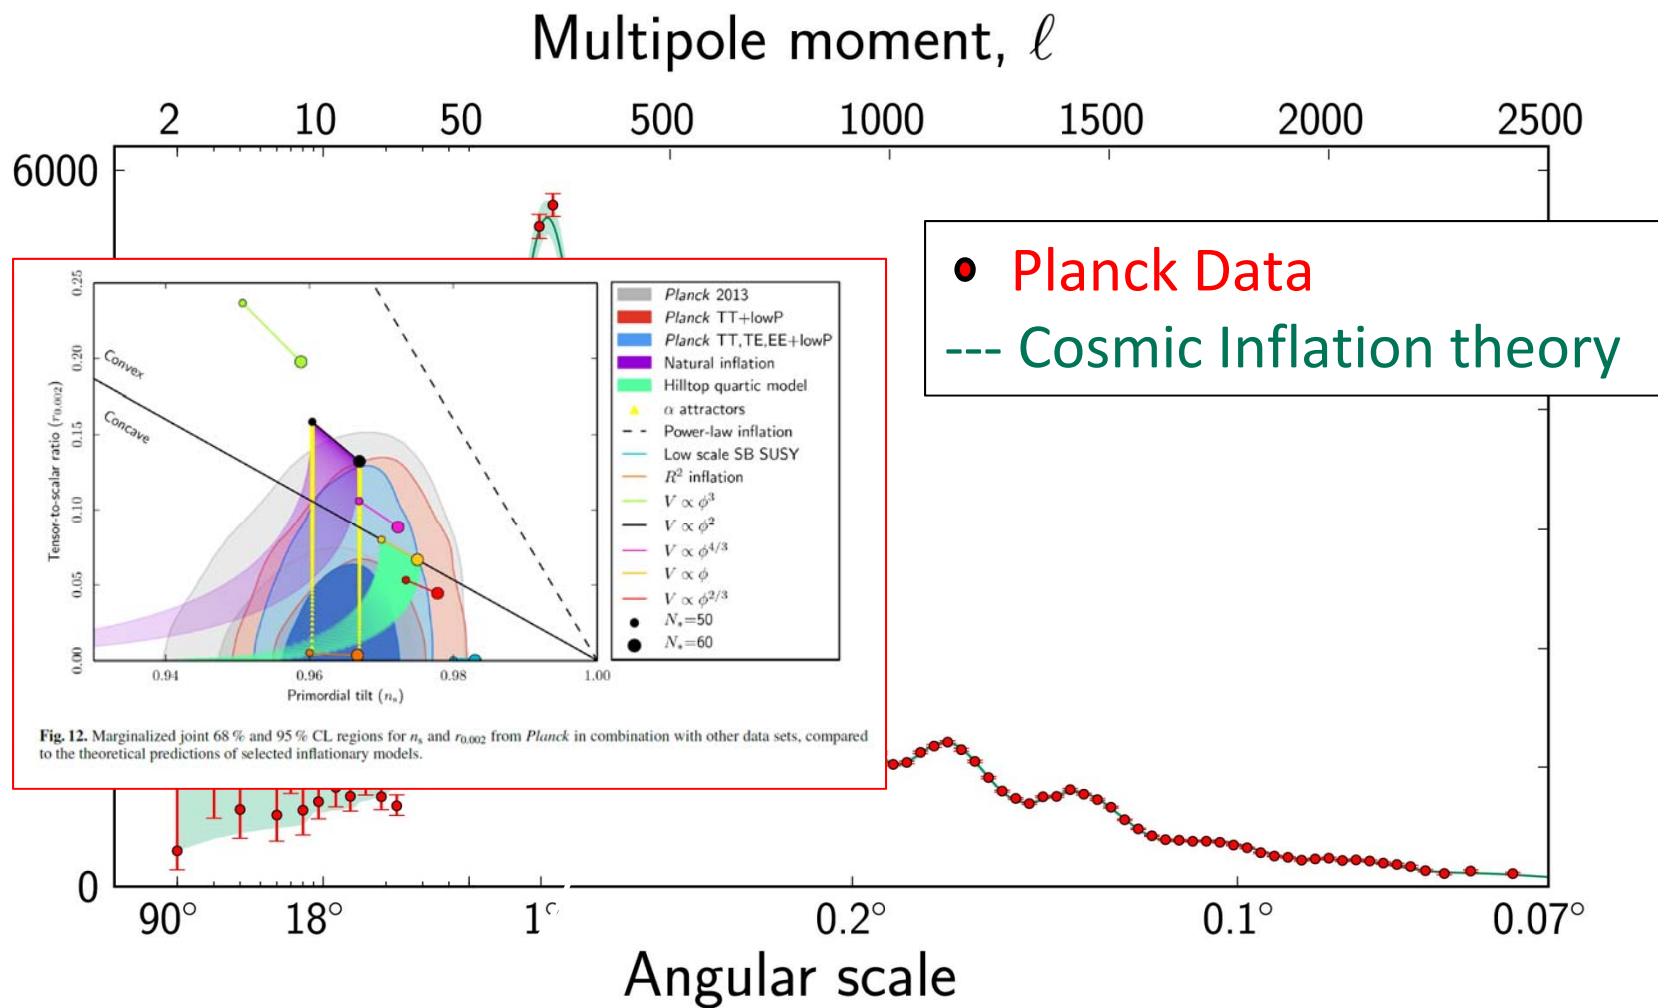 Multipole moment, ℓ
2 10 50 500 1000 1500 2000 2500
6000
Planck Data
--- Cosmic Inflation theory
0.25
0.20
0.15
0.10
0.05
0.00
Tensor-to-scalar ratio (r0.002)
Convex
Concave
0.94 0.96 0.98 1.00
Primordial tilt (ns)
Planck 2013
Planck TT+lowP
Planck TT,TE,EE+lowP
Natural inflation
Hilltop quartic model
α attractors
Power-law inflation
Low scale SB SUSY
R² inflation
V ∝ ϕ³
V ∝ ϕ²
V ∝ ϕ^4/3
V ∝ ϕ
V ∝ ϕ^2/3
N*=50
N*=60
Fig. 12. Marginalized joint 68 % and 95 % CL regions for ns and r0.002 from Planck in combination with other data sets, compared
to the theoretical predictions of selected inflationary models.
0
90° 18° 1° 0.2° 0.1° 0.07°
Angular scale